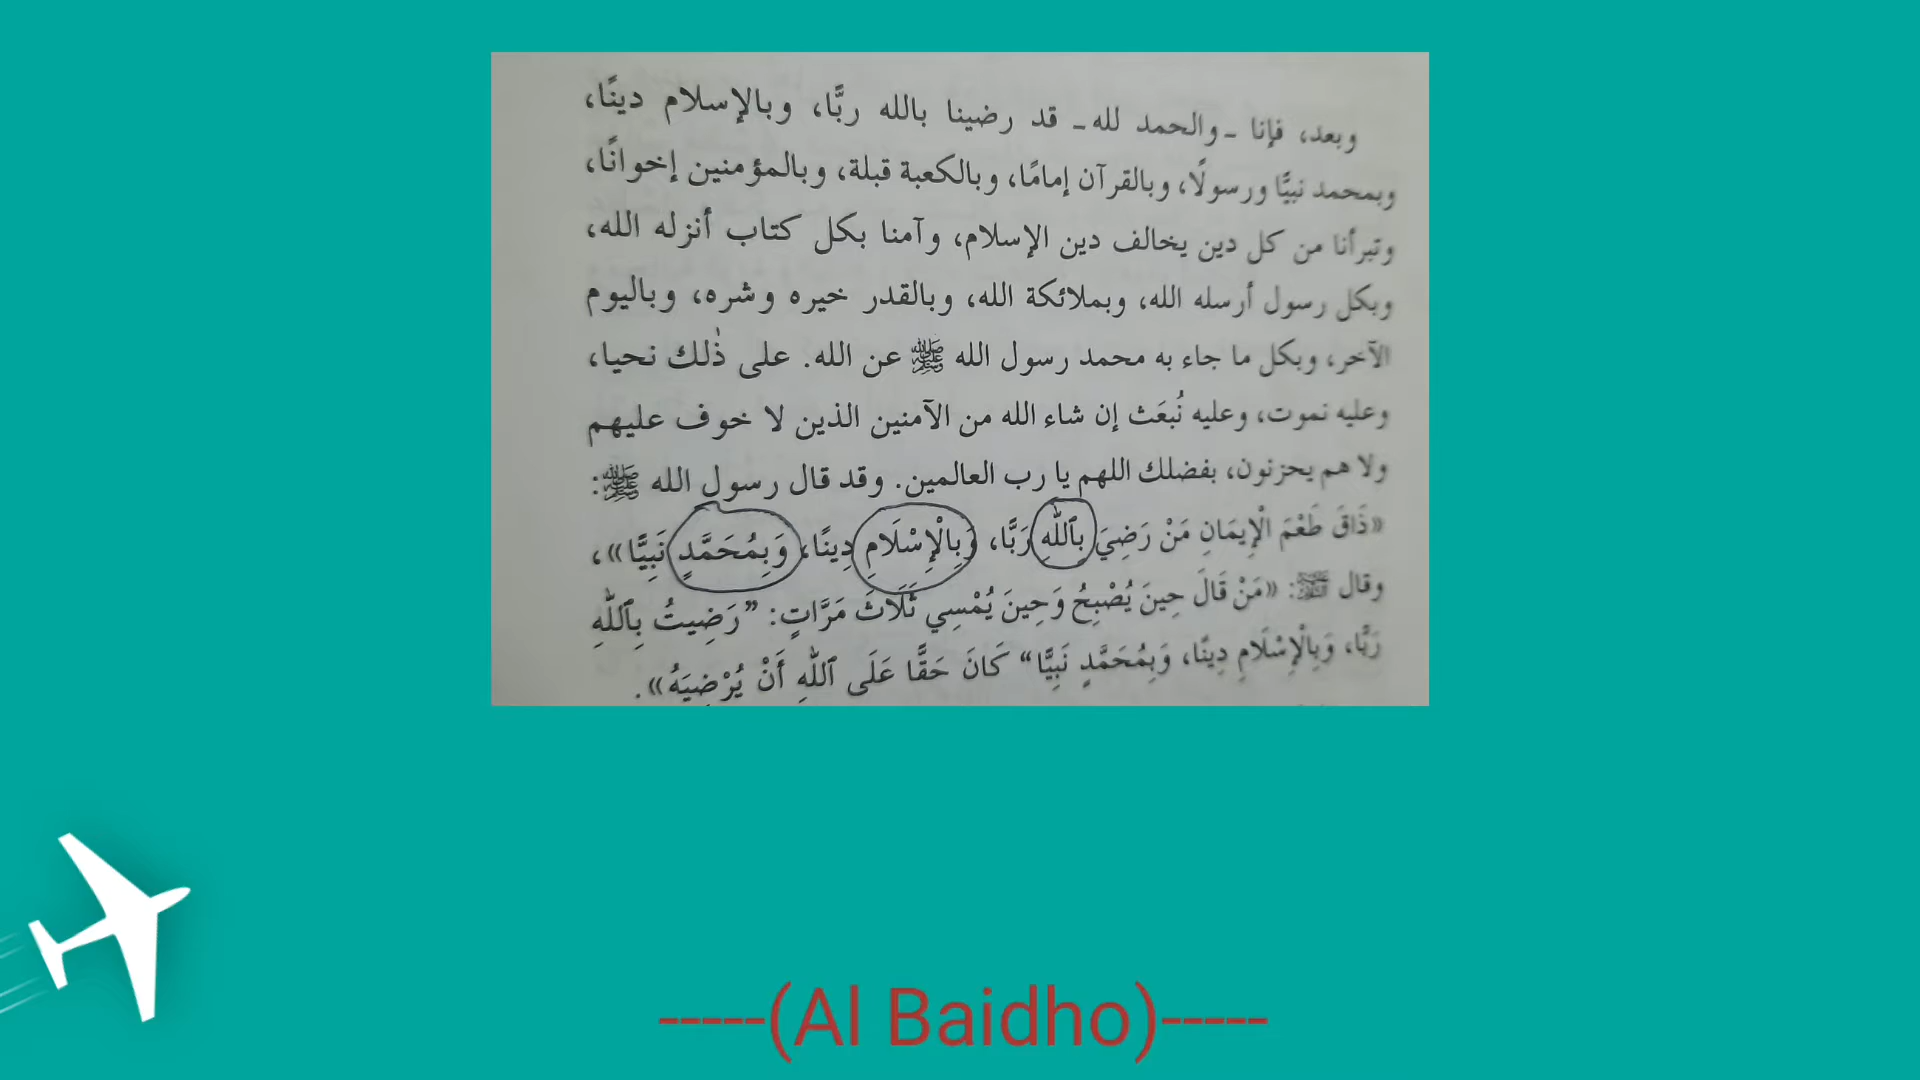 وبعد، فإنا ـ والحمد لله ـ قد رضينا بالله ربًّا، وبالإسلام دينًا،
وبمحمد نبيًّا ورسولًا، وبالقرآن إمامًا، وبالكعبة قبلة، وبالمؤمنين إخوانًا،
وتبرأنا من كل دين يخالف دين الإسلام، وآمنا بكل كتاب أنزله الله،
وبكل رسول أرسله الله، وبملائكة الله، وبالقدر خيره وشره، وباليوم
الآخر، وبكل ما جاء به محمد رسول الله ﷺ عن الله. على ذٰلك نحيا،
وعليه نموت، وعليه نُبعَث إن شاء الله من الآمنين الذين لا خوف عليهم
ولا هم يحزنون، بفضلك اللهم يا رب العالمين. وقد قال رسول الله ﷺ:
«ذَاقَ طَعْمَ الْإِيمَانِ مَنْ رَضِيَ بِٱللّٰهِ رَبًّا، وَبِالْإِسْلَامِ دِينًا، وَبِمُحَمَّدٍ نَبِيًّا»،
وقال ﷺ: «مَنْ قَالَ حِينَ يُصْبِحُ وَحِينَ يُمْسِي ثَلَاثَ مَرَّاتٍ: ”رَضِيتُ بِٱللّٰهِ
رَبًّا، وَبِالْإِسْلَامِ دِينًا، وَبِمُحَمَّدٍ نَبِيًّا“ كَانَ حَقًّا عَلَى ٱللّٰهِ أَنْ يُرْضِيَهُ».
-----(Al Baidho)-----